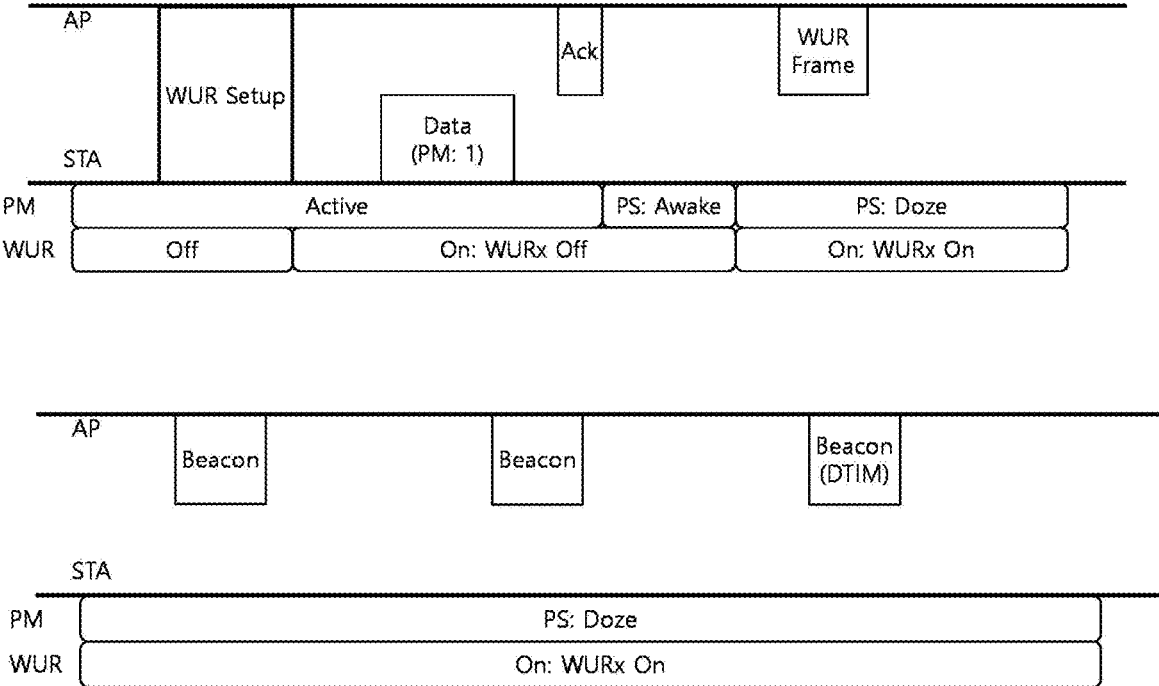 AP
WUR Setup
Ack
WUR
Frame
Data
(PM: 1)
STA
PM
Active
PS: Awake
PS: Doze
WUR
Off
On: WURx Off
On: WURx On
AP
Beacon
Beacon
Beacon
(DTIM)
STA
PM
PS: Doze
WUR
On: WURx On